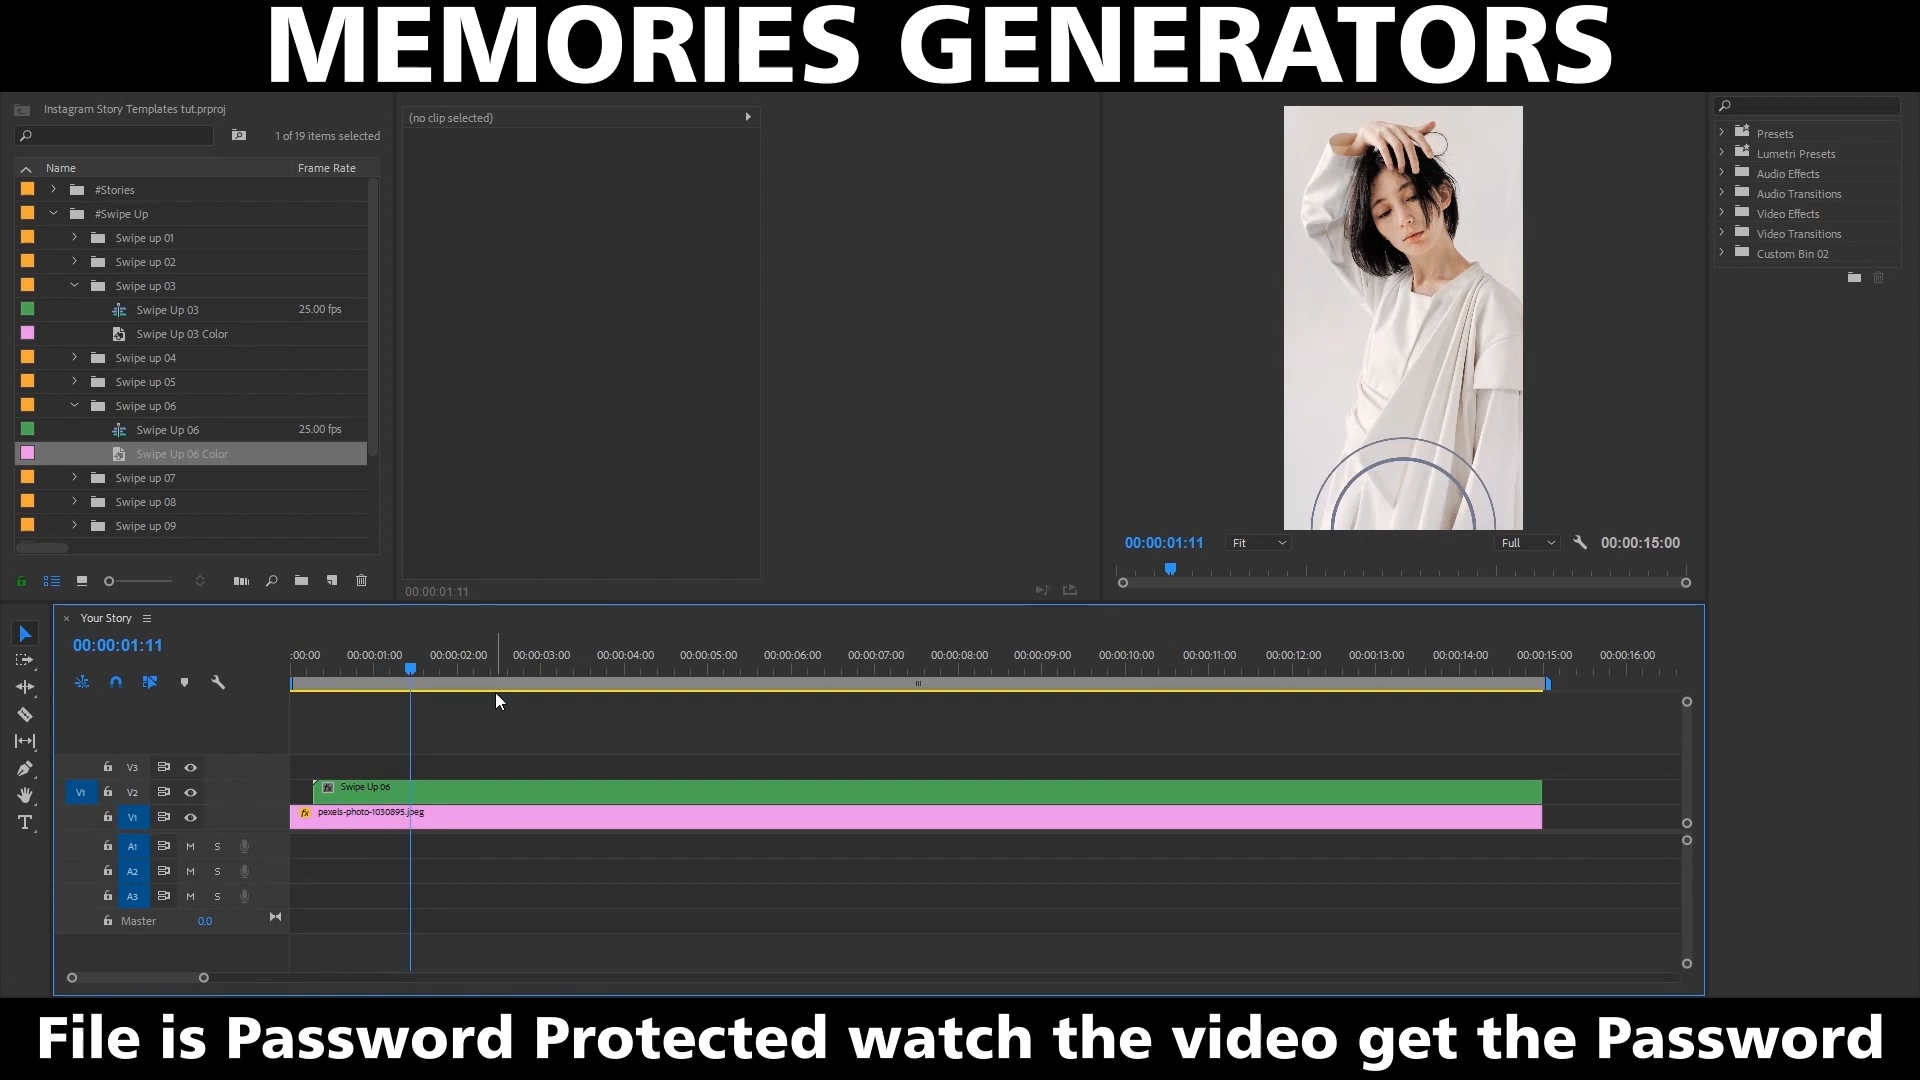 MEMORIES GENERATORS
Instagram Story Templates tut.prproj
1 of 19 items selected
Name Frame Rate
#Stories
#Swipe Up
Swipe up 01
Swipe up 02
Swipe up 03
Swipe Up 03 25.00 fps
Swipe Up 03 Color
Swipe up 04
Swipe up 05
Swipe up 06
Swipe Up 06 25.00 fps
Swipe Up 06 Color
Swipe up 07
Swipe up 08
Swipe up 09
(no clip selected)
00:00:01:11
00:00:01:11 Fit Full 00:00:15:00
Presets
Lumetri Presets
Audio Effects
Audio Transitions
Video Effects
Video Transitions
Custom Bin 02
× Your Story
00:00:01:11
:00:00 00:00:01:00 00:00:02:00 00:00:03:00 00:00:04:00 00:00:05:00 00:00:06:00 00:00:07:00 00:00:08:00 00:00:09:00 00:00:10:00 00:00:11:00 00:00:12:00 00:00:13:00 00:00:14:00 00:00:15:00 00:00:16:00
V3
V1 V2 fx Swipe Up 06
V1 fx pexels-photo-1030895.jpeg
A1 M S
A2 M S
A3 M S
Master 0.0
T
File is Password Protected watch the video get the Password